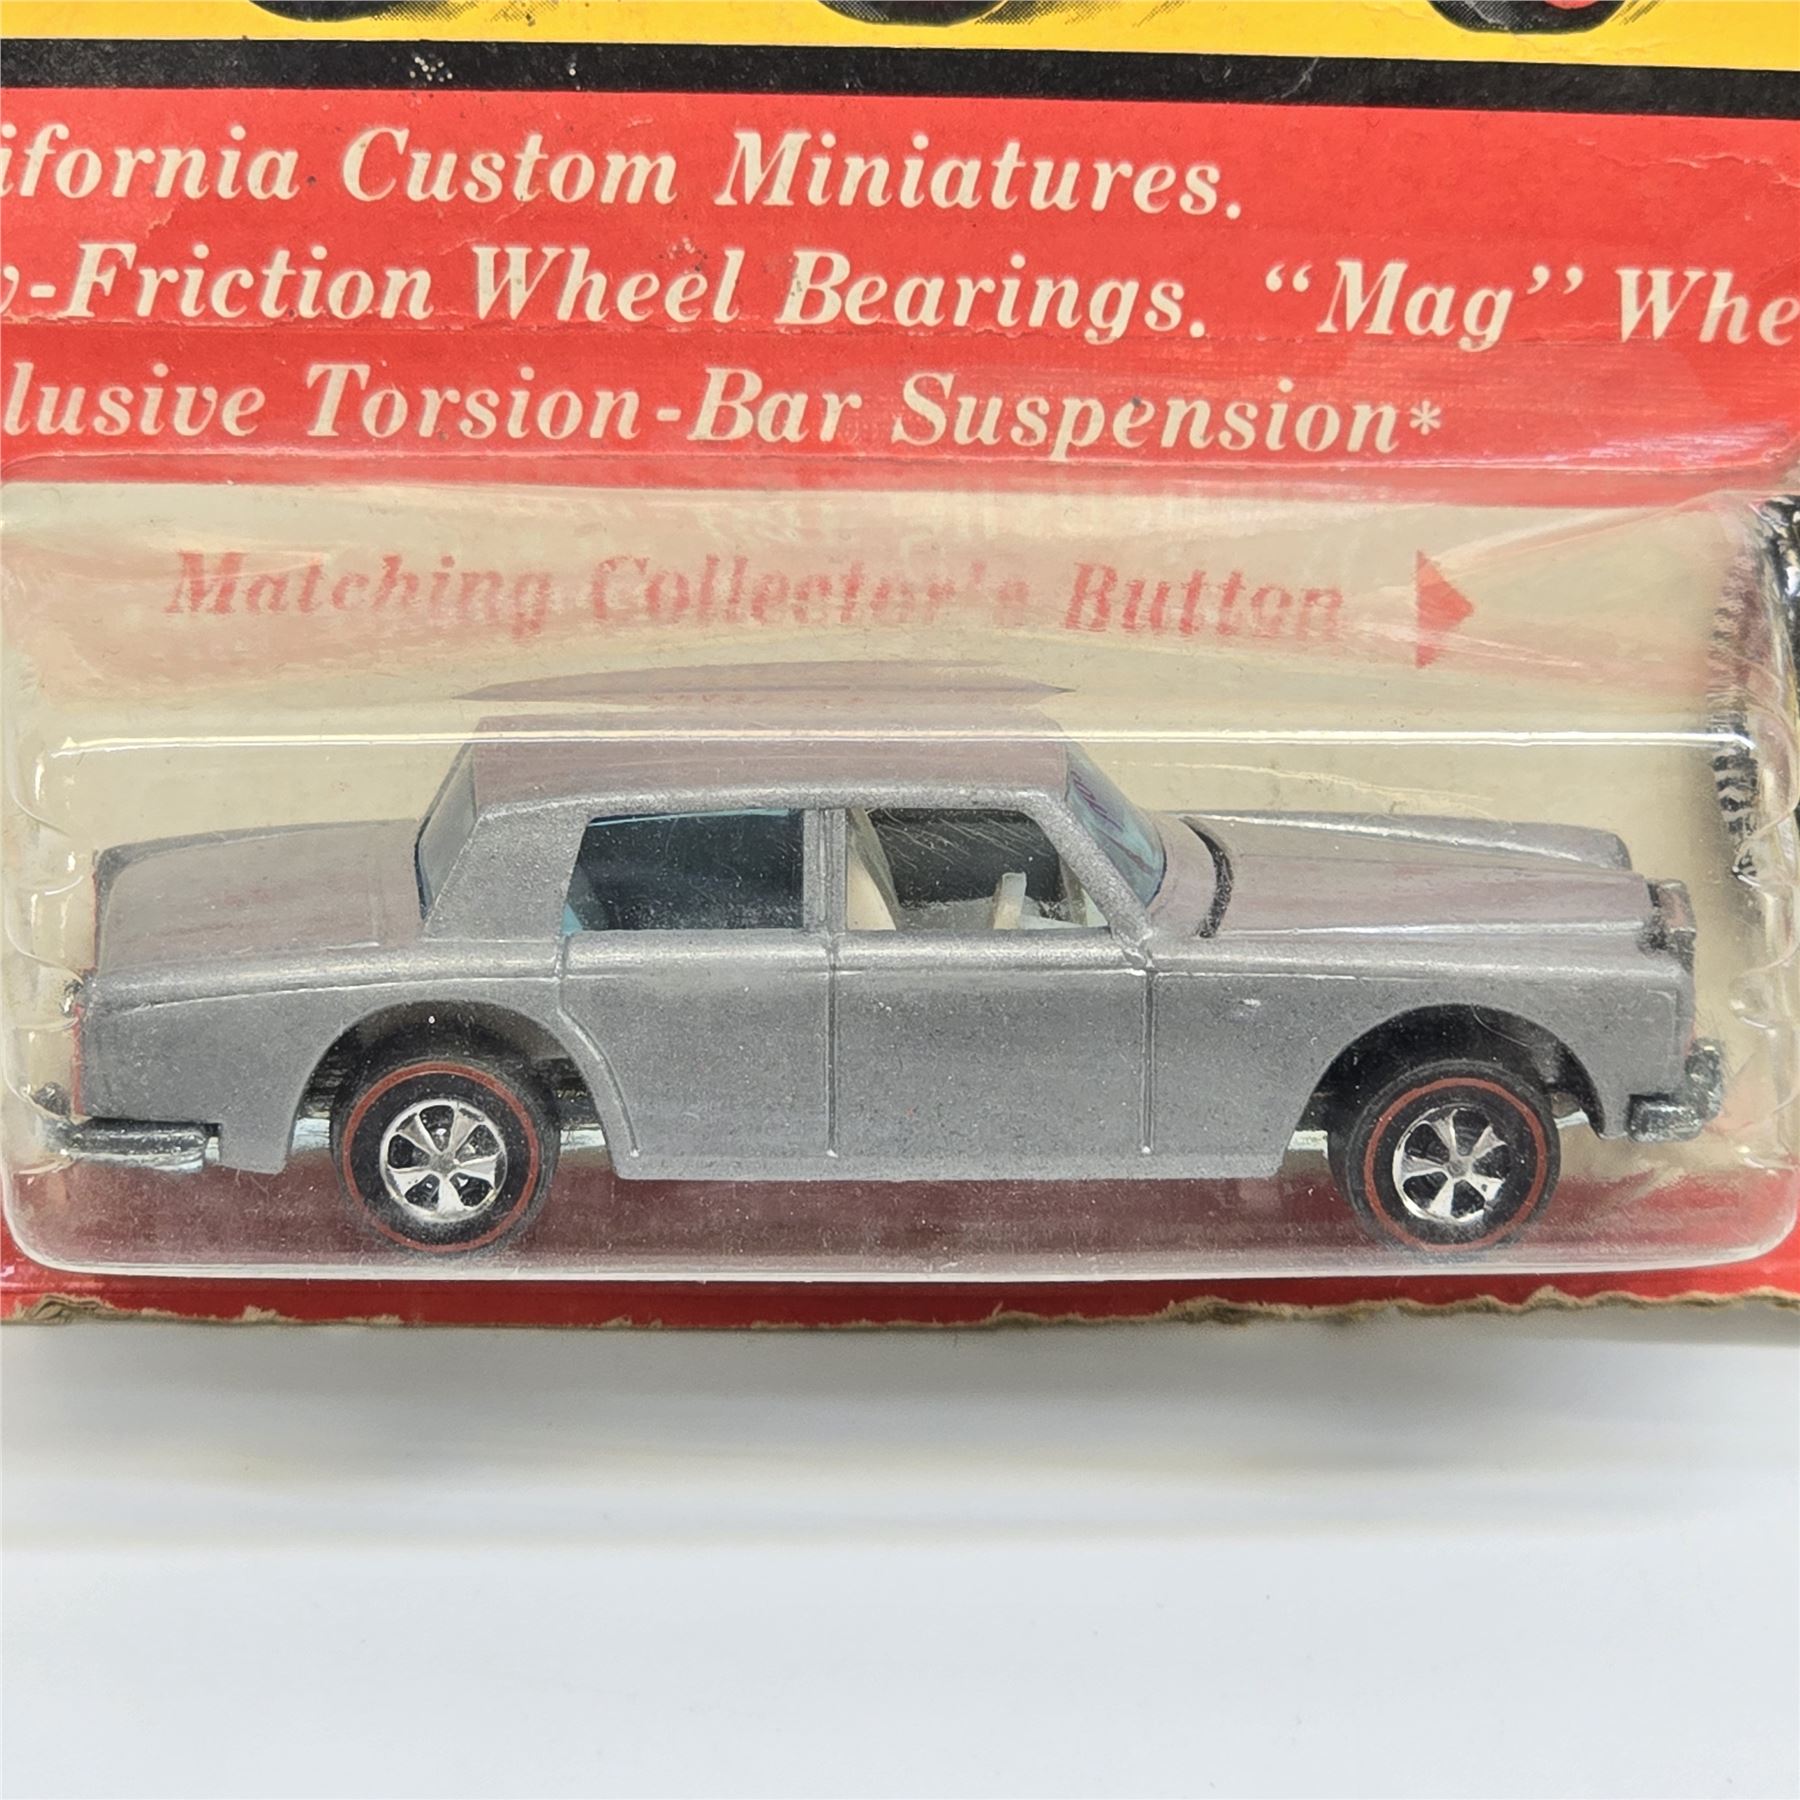 ifornia Custom Miniatures.
-Friction Wheel Bearings. “Mag” Whe
lusive Torsion-Bar Suspension*
Matching Collector's Button